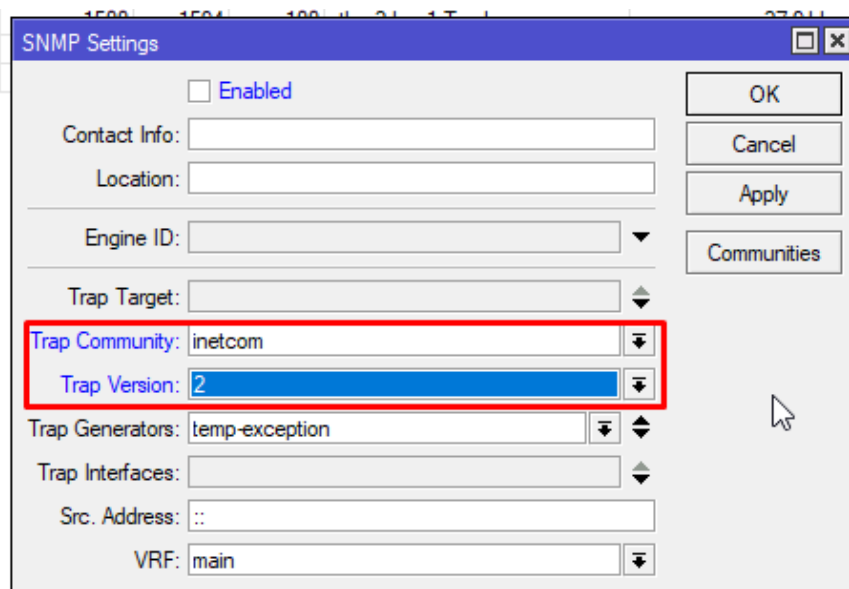 SNMP Settings
Enabled
OK
Contact Info:
Cancel
Location:
Apply
Engine ID:
Communities
Trap Target:
Trap Community: inetcom
Trap Version: 2
Trap Generators: temp-exception
Trap Interfaces:
Src. Address: ::
VRF: main